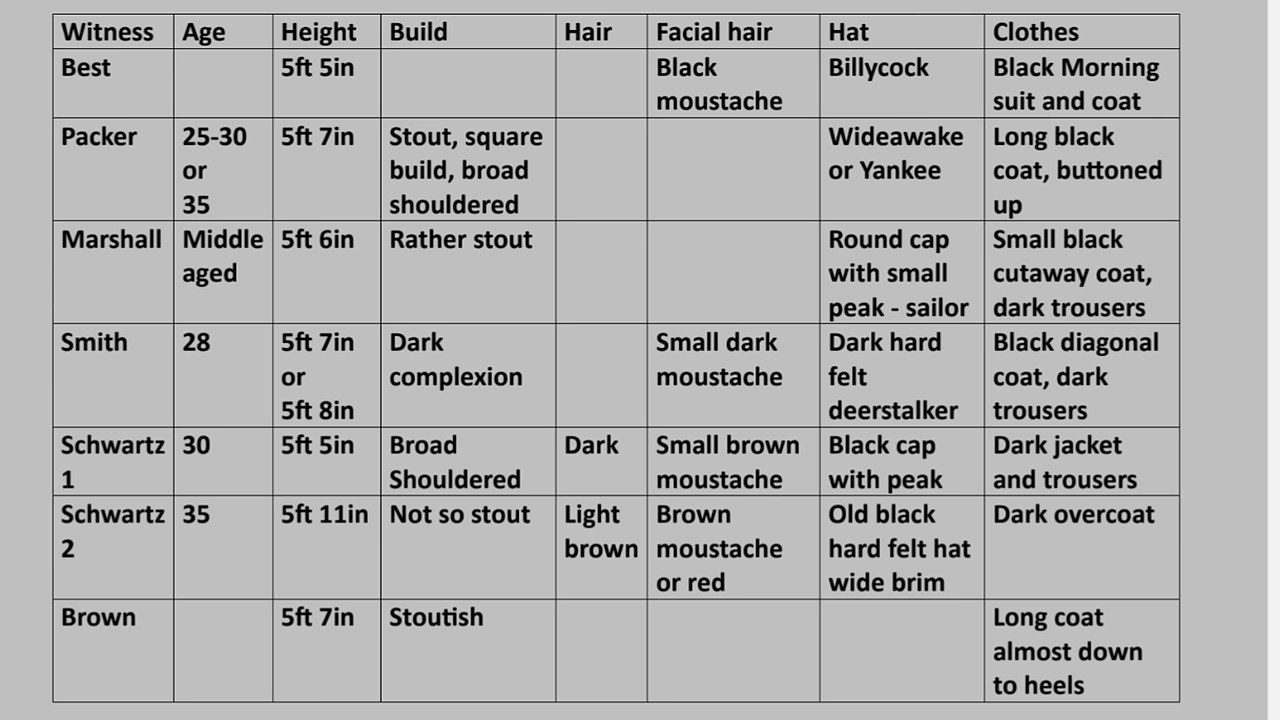 Witness Age Height Build Hair Facial hair Hat Clothes
Best 5ft 5in Black Billycock Black Morning
moustache suit and coat
Packer 25-30 5ft 7in Stout, square Wideawake Long black
or build, broad or Yankee coat, buttoned
35 shouldered up
Marshall Middle 5ft 6in Rather stout Round cap Small black
aged with small cutaway coat,
peak - sailor dark trousers
Smith 28 5ft 7in Dark Small dark Dark hard Black diagonal
or complexion moustache felt coat, dark
5ft 8in deerstalker trousers
Schwartz 30 5ft 5in Broad Dark Small brown Black cap Dark jacket
1 Shouldered moustache with peak and trousers
Schwartz 35 5ft 11in Not so stout Light Brown Old black Dark overcoat
2 brown moustache hard felt hat
or red wide brim
Brown 5ft 7in Stoutish Long coat
almost down
to heels